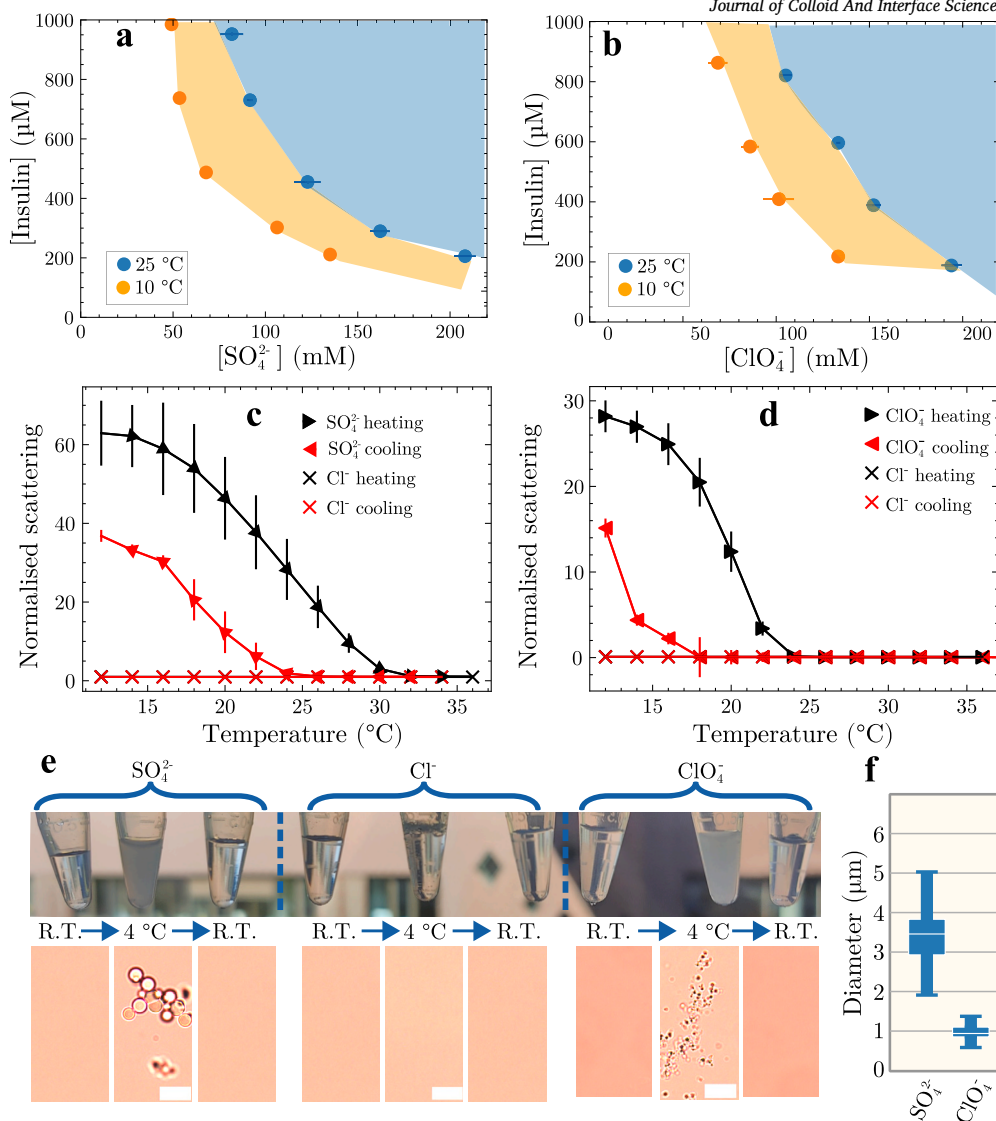 Journal of Colloid And Interface Science
a
b
1000
800
600
400
200
0
[Insulin] (µM)
25 °C
10 °C
0 50 100 150 200
[SO₄²⁻] (mM)
1000
800
600
400
200
0
[Insulin] (µM)
25 °C
10 °C
0 100 200
[ClO₄⁻] (mM)
c
60
40
20
0
Normalised scattering
SO₄²⁻ heating
SO₄²⁻ cooling
Cl⁻ heating
Cl⁻ cooling
15 20 25 30 35
Temperature (°C)
d
30
20
10
0
Normalised scattering
ClO₄⁻ heating
ClO₄⁻ cooling
Cl⁻ heating
Cl⁻ cooling
15 20 25 30 35
Temperature (°C)
e
SO₄²⁻ Cl⁻ ClO₄⁻
R.T. 4 °C R.T. R.T. 4 °C R.T. R.T. 4 °C R.T.
f
6
5
4
3
2
1
0
Diameter (µm)
SO₄²⁻ ClO₄⁻